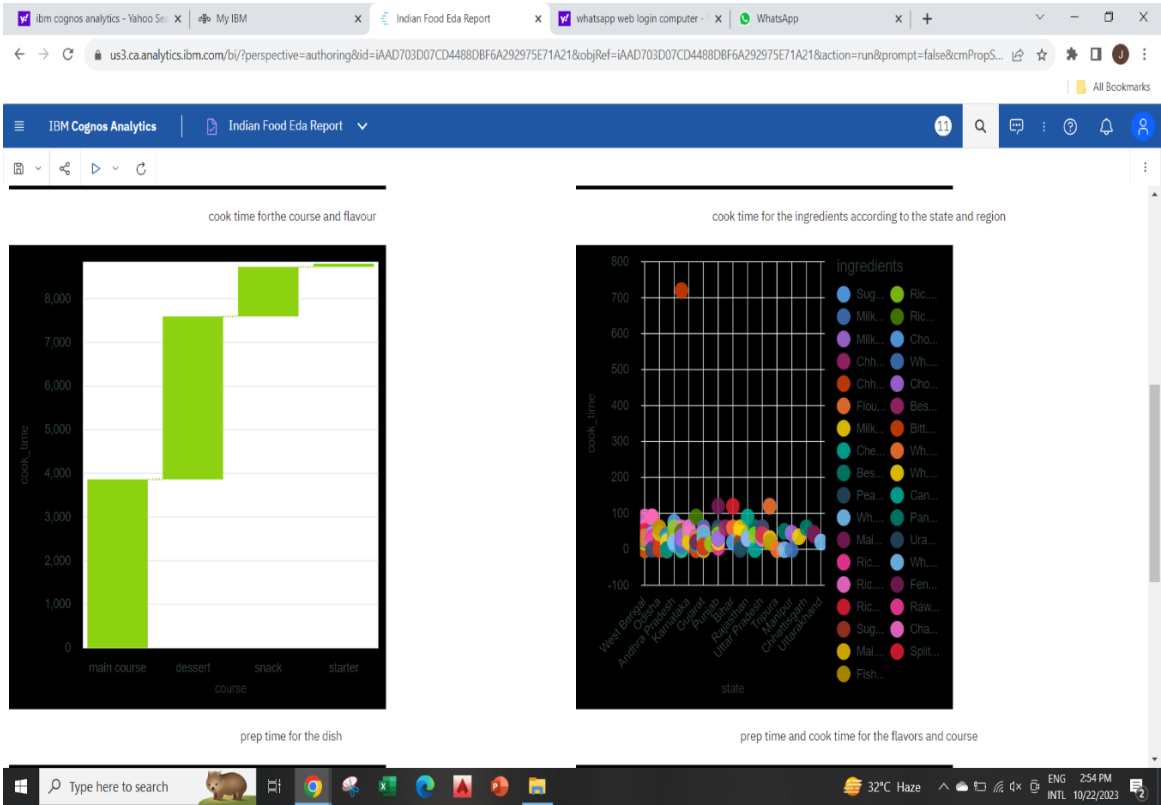 ibm cognos analytics - Yahoo Sea
My IBM
Indian Food Eda Report
whatsapp web login computer -
WhatsApp
us3.ca.analytics.ibm.com/bi/?perspective=authoring&id=iAAD703D07CD4488DBF6A292975E71A21&objRef=iAAD703D07CD4488DBF6A292975E71A21&action=run&prompt=false&cmPropS...
J
All Bookmarks
IBM Cognos Analytics
Indian Food Eda Report
11
cook time forthe course and flavour
cook time for the ingredients according to the state and region
8,000
7,000
6,000
5,000
4,000
3,000
2,000
1,000
0
cook_time
main course dessert snack starter
course
800
700
600
500
400
300
200
100
0
-100
cook_time
West Bengal
Odisha
Andhra Pradesh
Karnataka
Gujarat
Punjab
Bihar
Rajasthan
Uttar Pradesh
Tripura
Manipur
Chhattisgarh
Uttarakhand
state
ingredients
Sug... Ric...
Milk... Ric...
Milk... Cho...
Chh... Wh...
Chh... Cho...
Flou... Bes...
Milk... Bitt...
Che... Wh...
Bes... Wh...
Pea... Can...
Wh... Pan...
Mai... Ura...
Ric... Wh...
Ric... Fen...
Ric... Raw...
Sug... Cha...
Mai... Split...
Fish...
prep time for the dish
prep time and cook time for the flavors and course
Type here to search
32°C Haze
ENG
INTL
2:54 PM
10/22/2023
2